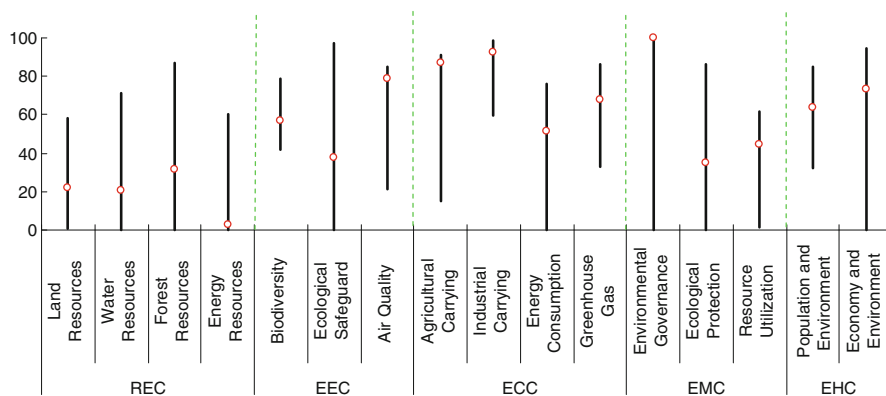 100
80
60
40
20
0
Land
Resources
Water
Resources
Forest
Resources
Energy
Resources
Biodiversity
Ecological
Safeguard
Air Quality
Agricultural
Carrying
Industrial
Carrying
Energy
Consumption
Greenhouse
Gas
Environmental
Governance
Ecological
Protection
Resource
Utilization
Population and
Environment
Economy and
Environment
REC
EEC
ECC
EMC
EHC